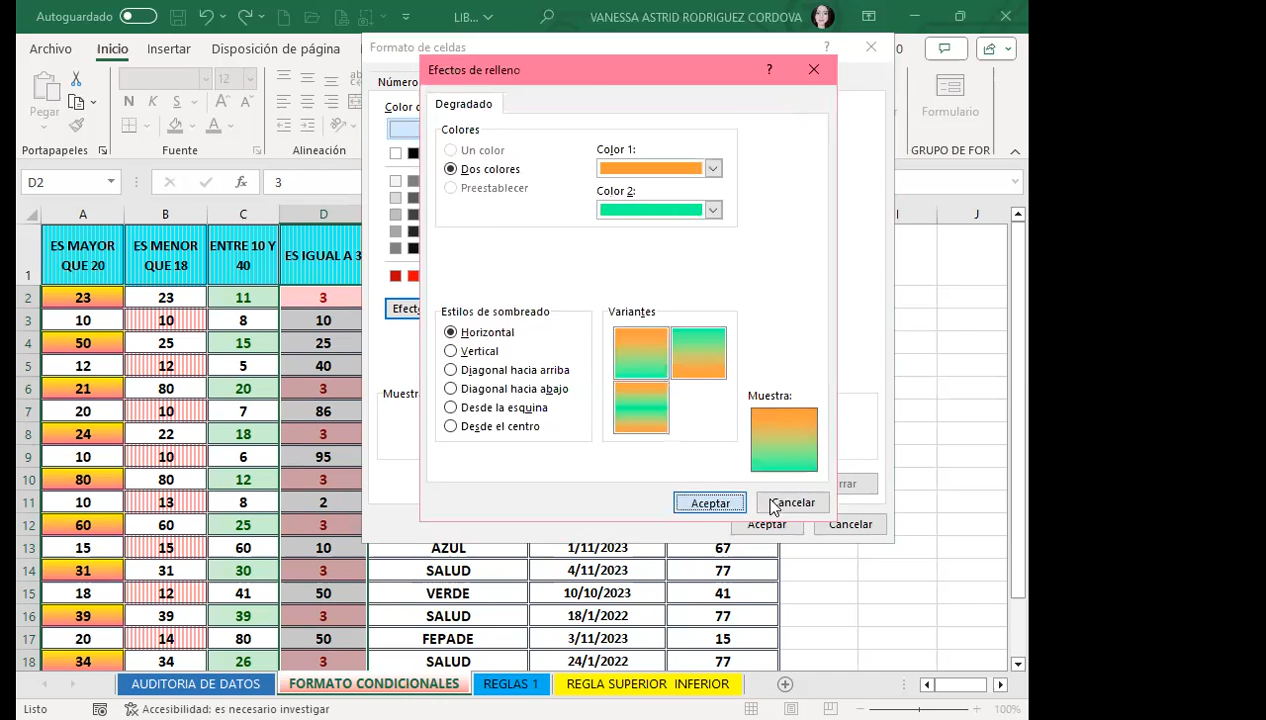 Autoguardado
LIB...
VANESSA ASTRID RODRIGUEZ CORDOVA
Archivo
Inicio
Insertar
Disposición de página
0
Pegar
Portapapeles
12
N K S
Fuente
Alineación
Formulario
GRUPO DE FOR
D2
fx
3
Formato de celdas
Número
Color d
Efect
Muestr
rrar
Aceptar
Cancelar
Efectos de relleno
Degradado
Colores
Un color
Dos colores
Preestablecer
Color 1:
Color 2:
Estilos de sombreado
Horizontal
Vertical
Diagonal hacia arriba
Diagonal hacia abajo
Desde la esquina
Desde el centro
Variantes
Muestra:
Aceptar
Cancelar
A B C D I J
1 ES MAYOR QUE 20 ES MENOR QUE 18 ENTRE 10 Y 40 ES IGUAL A 3
2 23 23 11 3
3 10 10 8 10
4 50 25 15 25
5 12 12 5 40
6 21 80 20 3
7 20 10 7 86
8 24 22 18 3
9 10 10 6 95
10 80 80 12 3
11 10 13 8 2
12 60 60 25 3
13 15 15 60 10 AZUL 1/11/2023 67
14 31 31 30 3 SALUD 4/11/2023 77
15 18 12 41 50 VERDE 10/10/2023 41
16 39 39 39 3 SALUD 18/1/2022 77
17 20 14 80 50 FEPADE 3/11/2023 15
18 34 34 26 3 SALUD 24/1/2022 77
AUDITORIA DE DATOS
FORMATO CONDICIONALES
REGLAS 1
REGLA SUPERIOR INFERIOR
Listo
Accesibilidad: es necesario investigar
100%